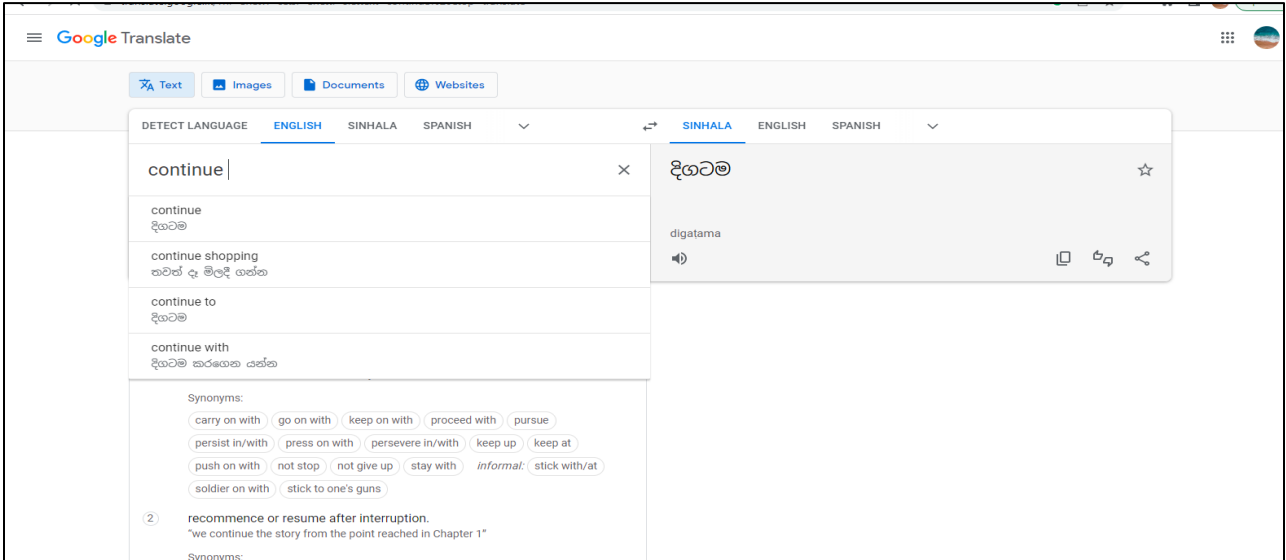 Google Translate
Text Images Documents Websites
DETECT LANGUAGE ENGLISH SINHALA SPANISH
SINHALA ENGLISH SPANISH
continue
දිගටම
continue
දිගටම
digaṭama
continue shopping
තවත් දෑ මිලදී ගන්න
continue to
දිගටම
continue with
දිගටම කරගෙන යන්න
Synonyms:
carry on with go on with keep on with proceed with pursue
persist in/with press on with persevere in/with keep up keep at
push on with not stop not give up stay with informal: stick with/at
soldier on with stick to one's guns
2 recommence or resume after interruption.
"we continue the story from the point reached in Chapter 1"
Synonyms: